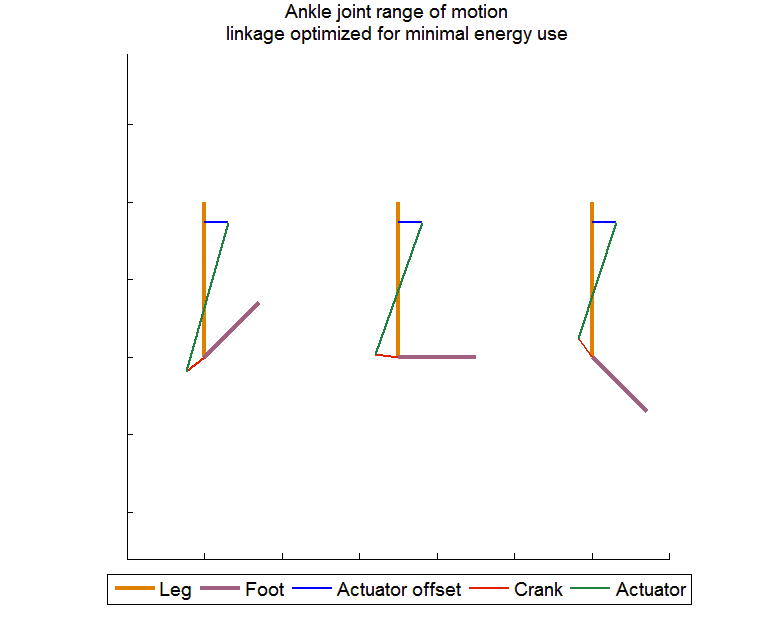 Ankle joint range of motion
linkage optimized for minimal energy use
Leg Foot Actuator offset Crank Actuator